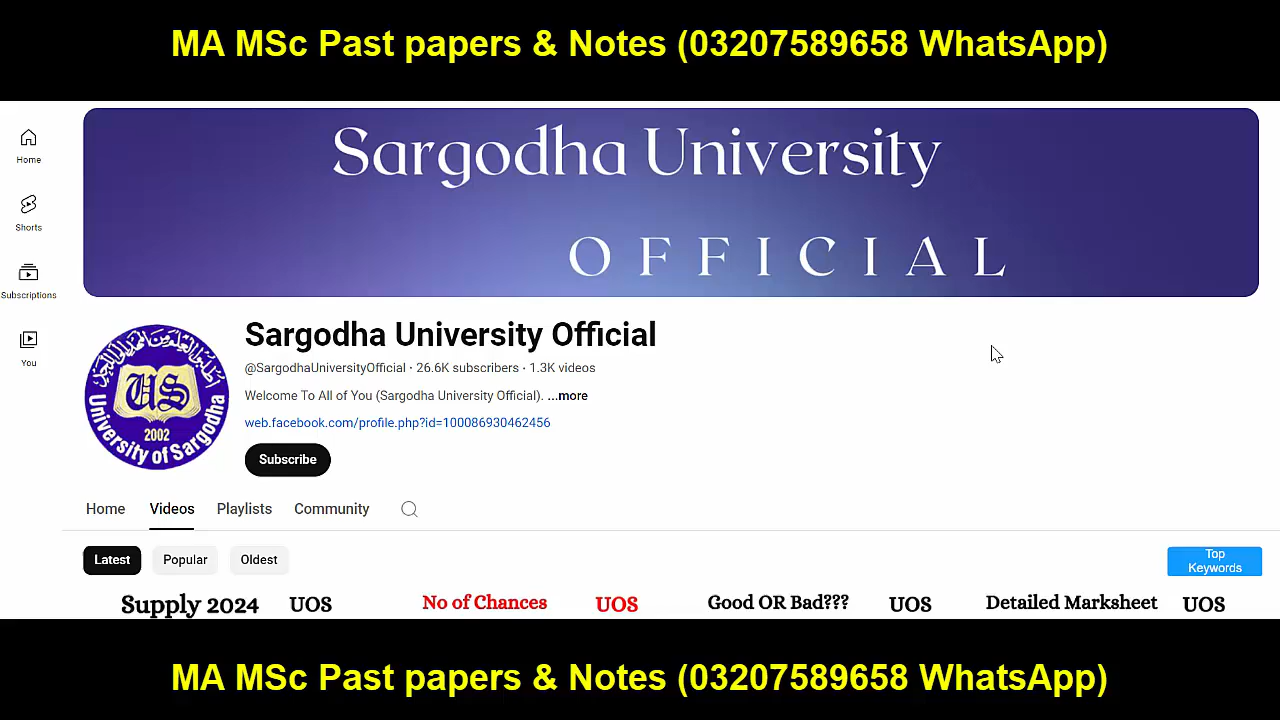 MA MSc Past papers & Notes (03207589658 WhatsApp)
Sargodha University
OFFICIAL
Home
Shorts
Subscriptions
You
US
2002
University of Sargodha
Sargodha University Official
@SargodhaUniversityOfficial · 26.6K subscribers · 1.3K videos
Welcome To All of You (Sargodha University Official). ...more
web.facebook.com/profile.php?id=100086930462456
Subscribe
Home Videos Playlists Community
Latest Popular Oldest
Top
Keywords
Supply 2024 UOS No of Chances UOS Good OR Bad??? UOS Detailed Marksheet UOS
MA MSc Past papers & Notes (03207589658 WhatsApp)